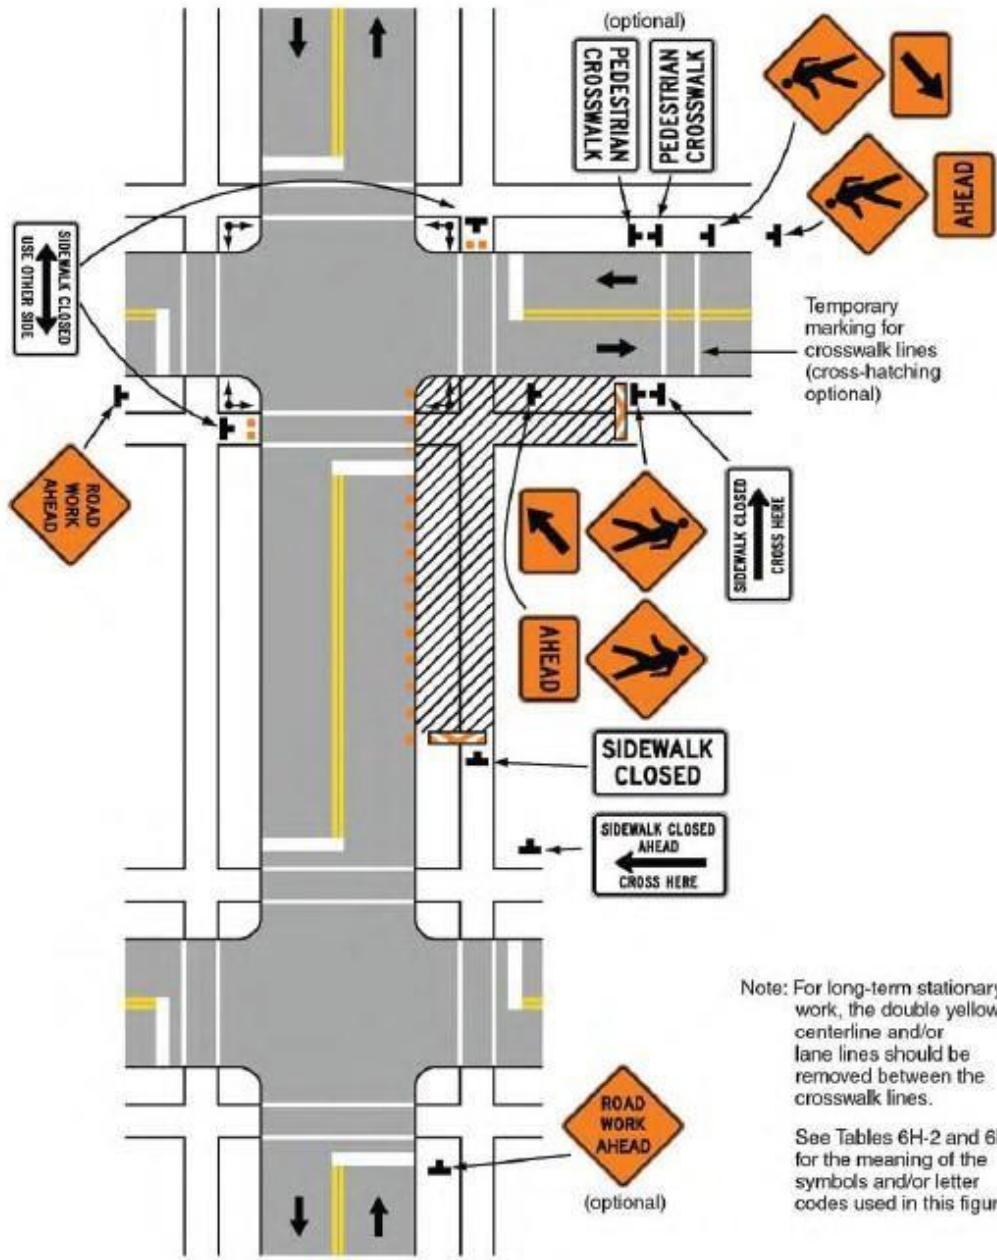 (optional)
PEDESTRIAN
CROSSWALK
PEDESTRIAN
CROSSWALK
AHEAD
SIDEWALK CLOSED
USE OTHER SIDE
Temporary
marking for
crosswalk lines
(cross-hatching
optional)
ROAD
WORK
AHEAD
SIDEWALK CLOSED
CROSS HERE
AHEAD
SIDEWALK
CLOSED
SIDEWALK CLOSED
AHEAD
CROSS HERE
Note: For long-term stationary
work, the double yellow
centerline and/or
lane lines should be
removed between the
crosswalk lines.
See Tables 6H-2 and 6
for the meaning of the
symbols and/or letter
codes used in this figur
ROAD
WORK
AHEAD
(optional)